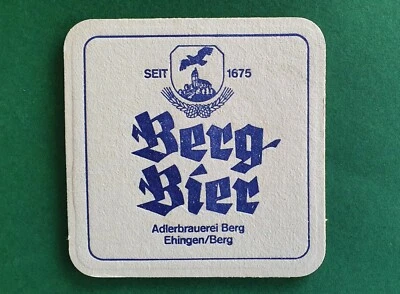 SEIT 1675
Berg
Bier
Adlerbrauerei Berg
Ehingen/Berg